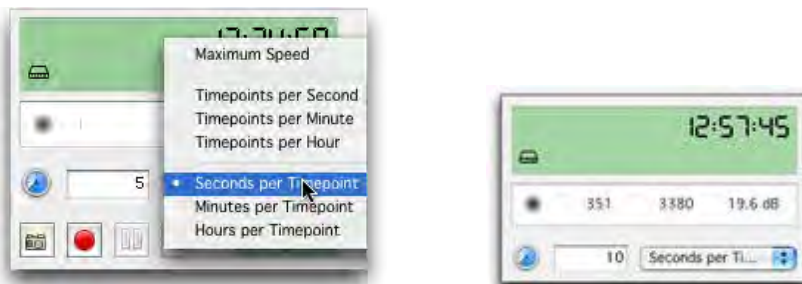 Maximum Speed
Timepoints per Second
Timepoints per Minute
Timepoints per Hour
5
• Seconds per Timepoint
Minutes per Timepoint
Hours per Timepoint
12:57:45
351 3380 19.6 dB
10 Seconds per Ti...